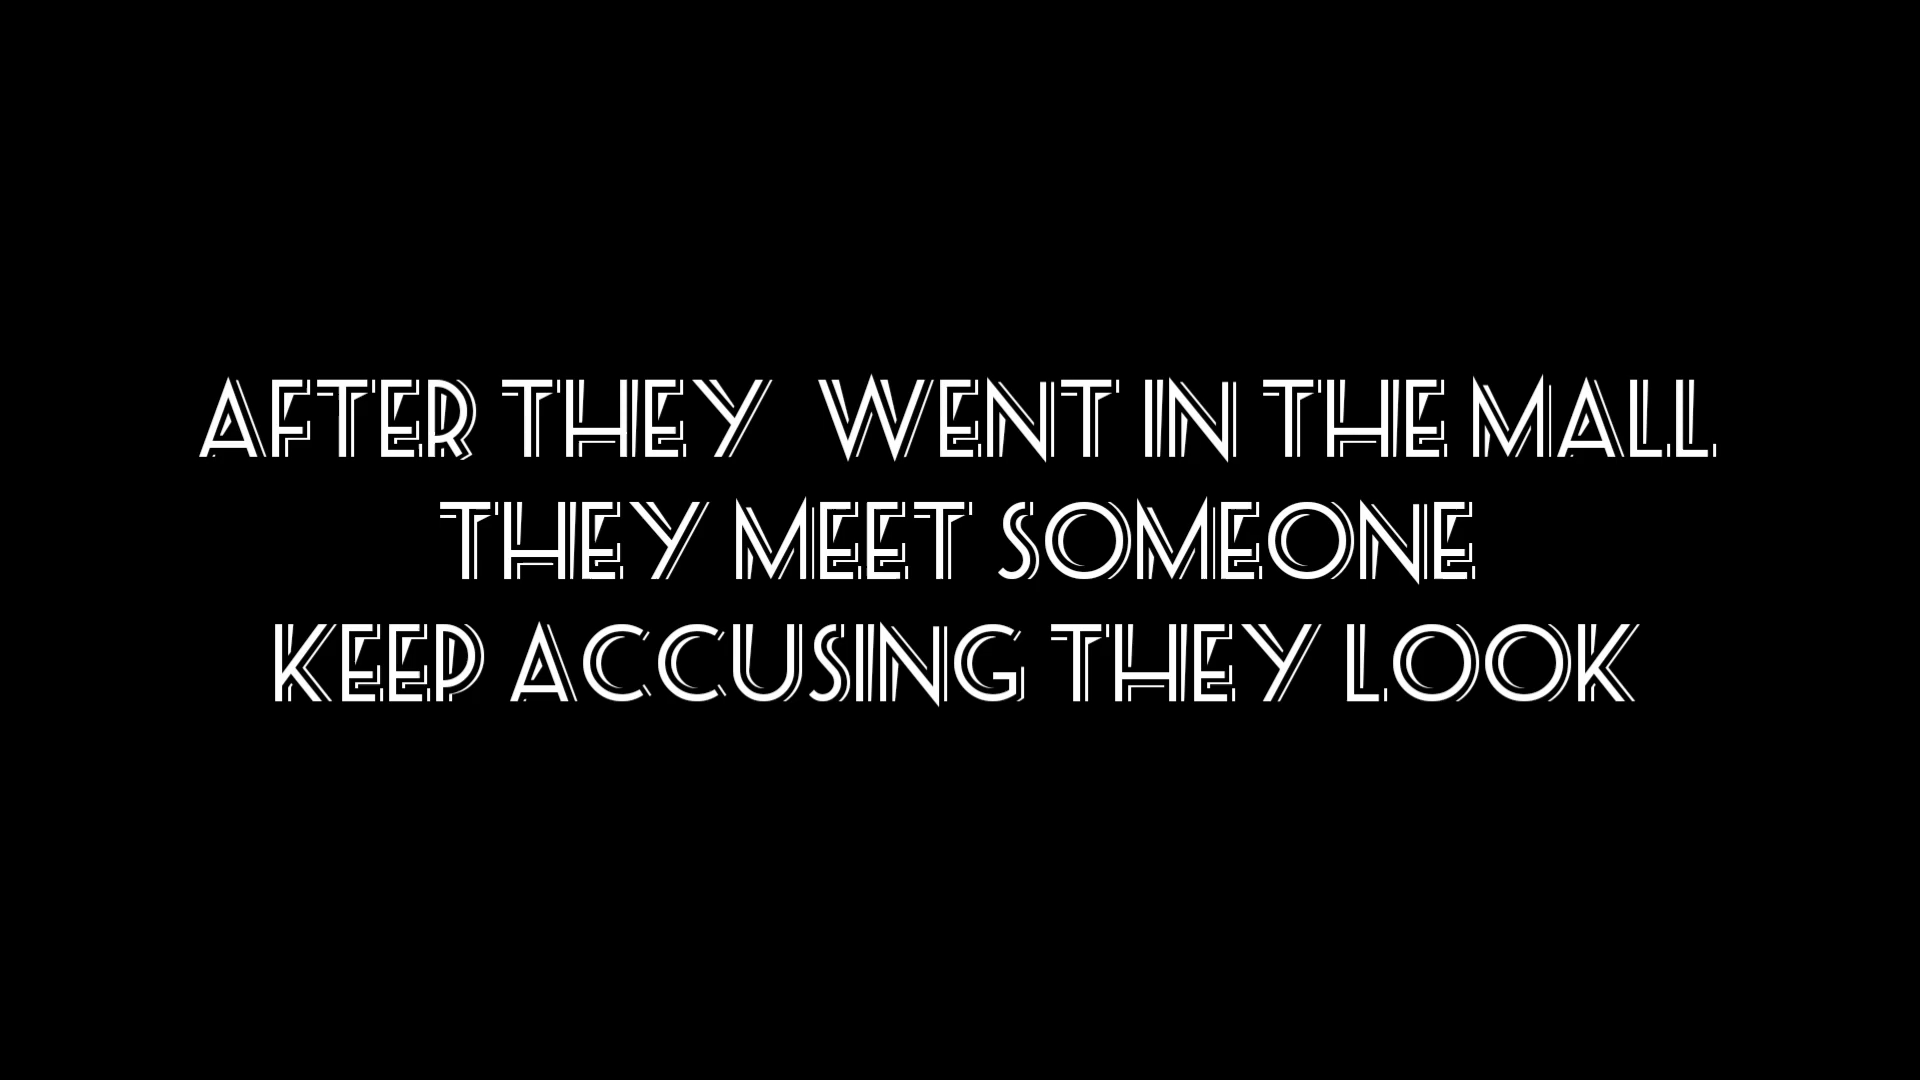 AFTER THEY WENT IN THE MALL
THEY MEET SOMEONE
KEEP ACCUSING THEY LOOK